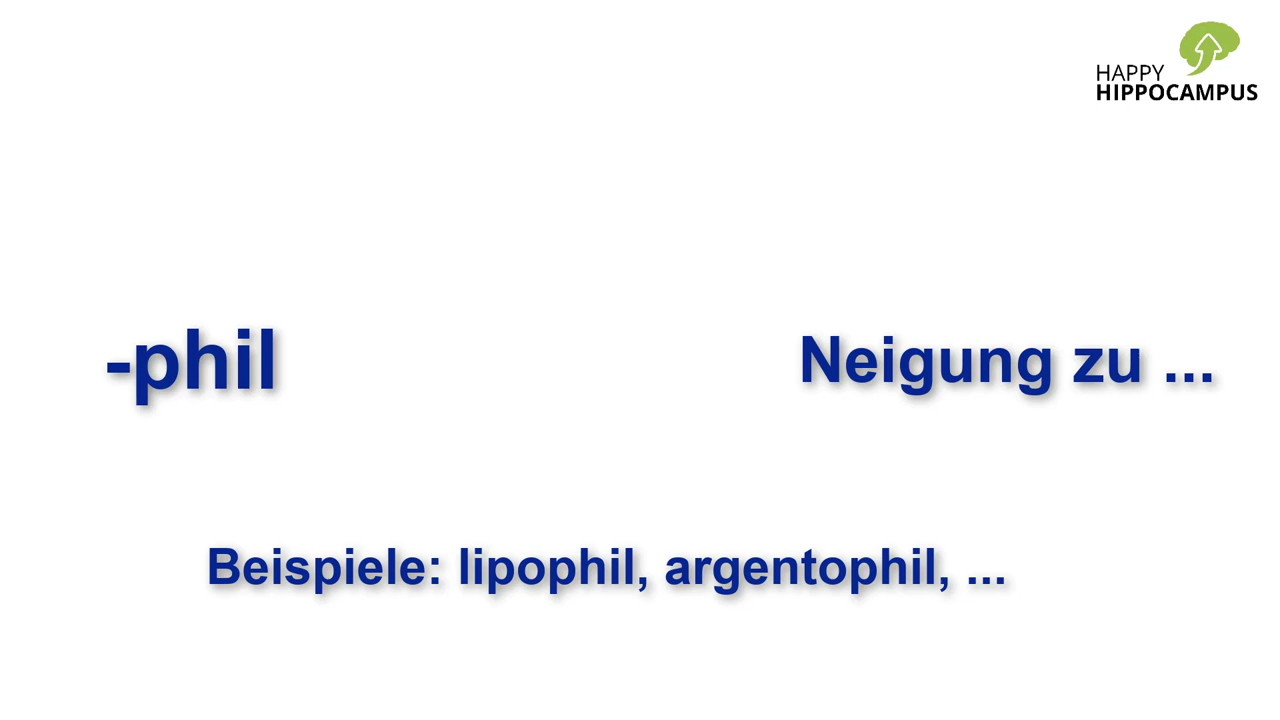 HAPPY
HIPPOCAMPUS
-phil
Neigung zu ...
Beispiele: lipophil, argentophil, ...